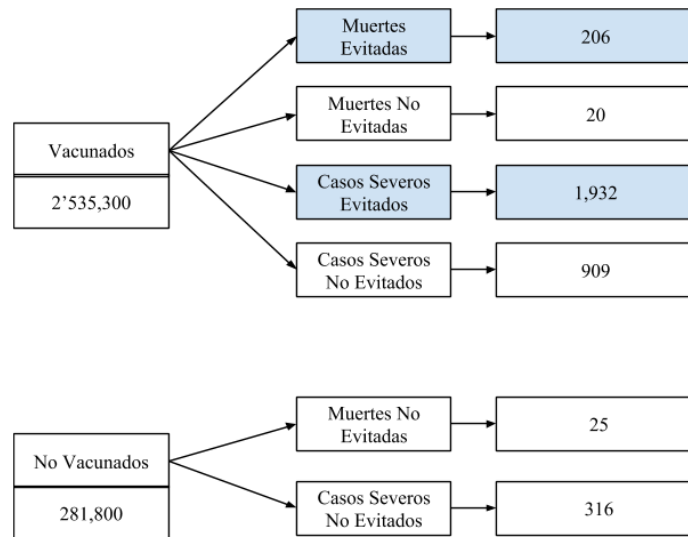 Vacunados
2’535,300
Muertes
Evitadas
206
Muertes No
Evitadas
20
Casos Severos
Evitados
1,932
Casos Severos
No Evitados
909
No Vacunados
281,800
Muertes No
Evitadas
25
Casos Severos
No Evitados
316